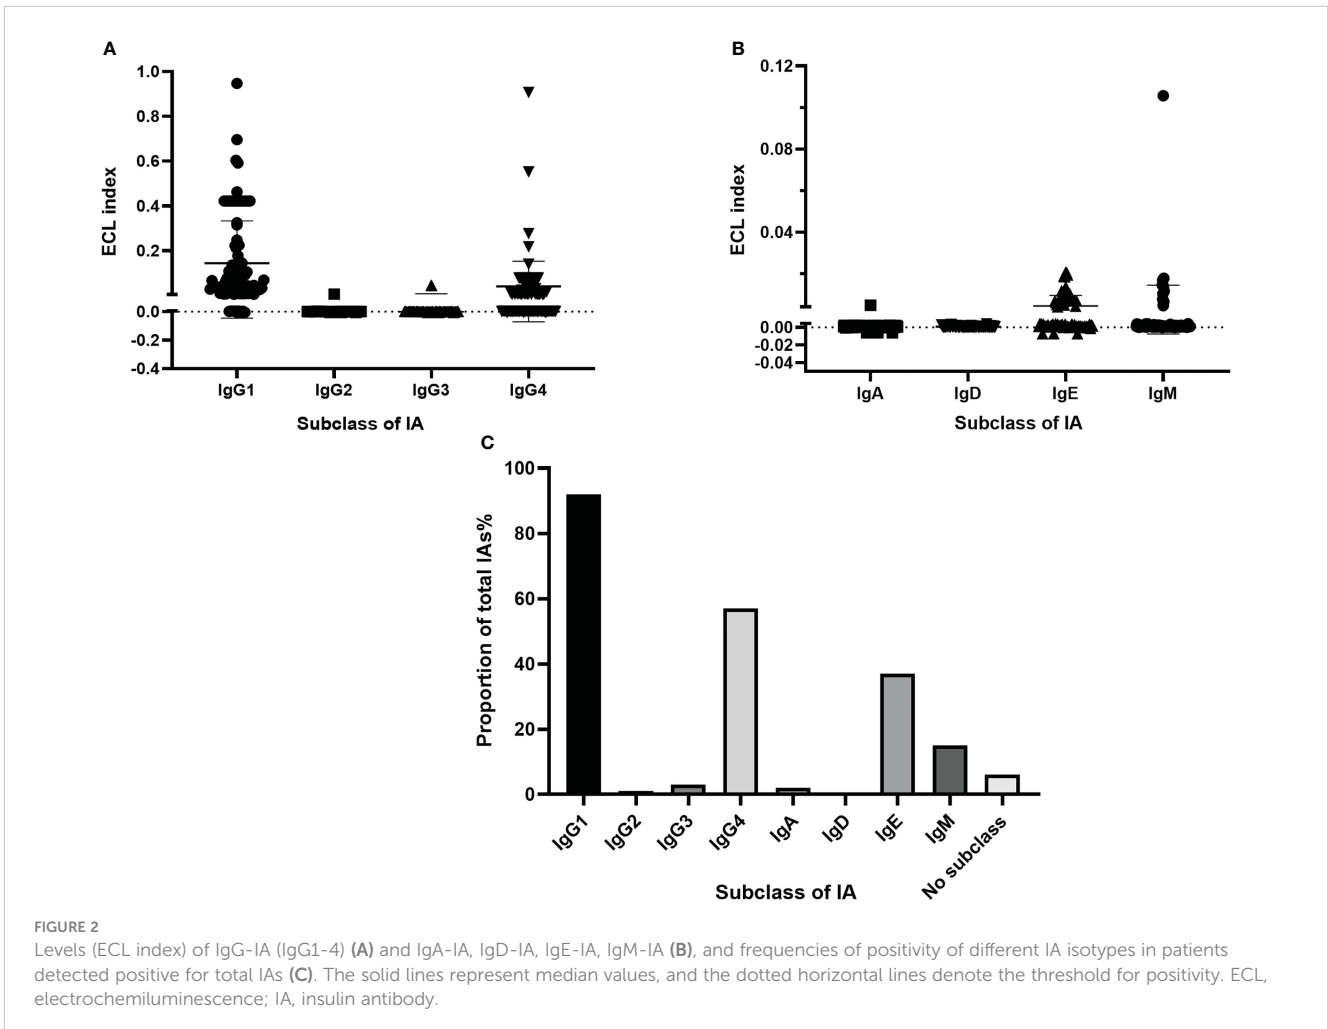 A
1.0
0.8
0.6
0.4
0.2
0.0
-0.2
-0.4
ECL index
IgG1 IgG2 IgG3 IgG4
Subclass of IA
B
0.12
0.08
0.04
0.00
-0.02
-0.04
ECL index
IgA IgD IgE IgM
Subclass of IA
C
100
80
60
40
20
0
Proportion of total IAs%
IgG1 IgG2 IgG3 IgG4 IgA IgD IgE IgM No subclass
Subclass of IA
FIGURE 2
Levels (ECL index) of IgG-IA (IgG1-4) (A) and IgA-IA, IgD-IA, IgE-IA, IgM-IA (B), and frequencies of positivity of different IA isotypes in patients
detected positive for total IAs (C). The solid lines represent median values, and the dotted horizontal lines denote the threshold for positivity. ECL,
electrochemiluminescence; IA, insulin antibody.